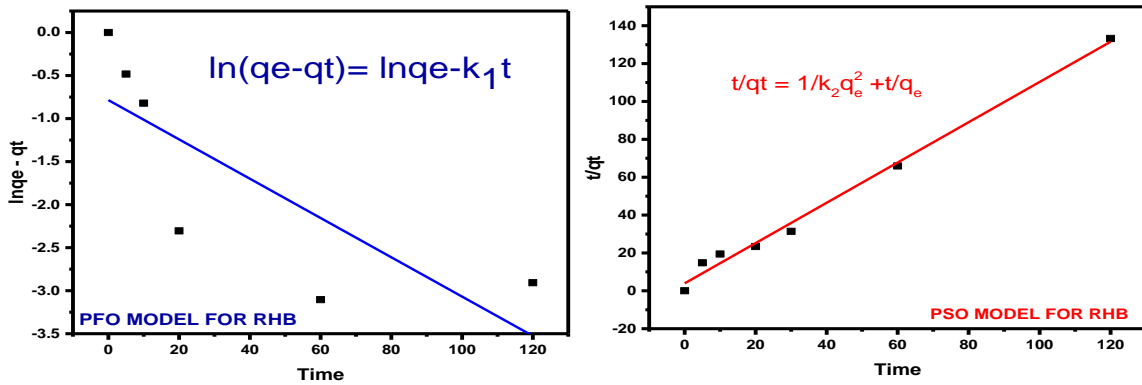 ln(qe-qt)= lnqe-k₁t
lnqe - qt
0.0
-0.5
-1.0
-1.5
-2.0
-2.5
-3.0
-3.5
PFO MODEL FOR RHB
0 20 40 60 80 100 120
Time
t/qt = 1/k₂qₑ² +t/qₑ
t/qt
140
120
100
80
60
40
20
0
-20
PSO MODEL FOR RHB
0 20 40 60 80 100 120
Time